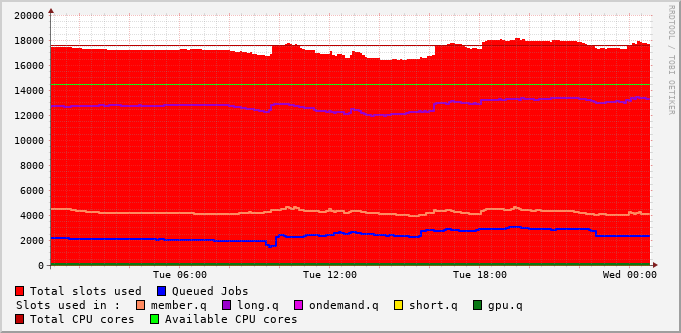 RRDTOOL / TOBI OETIKER
20000
18000
16000
14000
12000
10000
8000
6000
4000
2000
0
Tue 06:00 Tue 12:00 Tue 18:00 Wed 00:00
Total slots used Queued Jobs
Slots used in : member.q long.q ondemand.q short.q gpu.q
Total CPU cores Available CPU cores